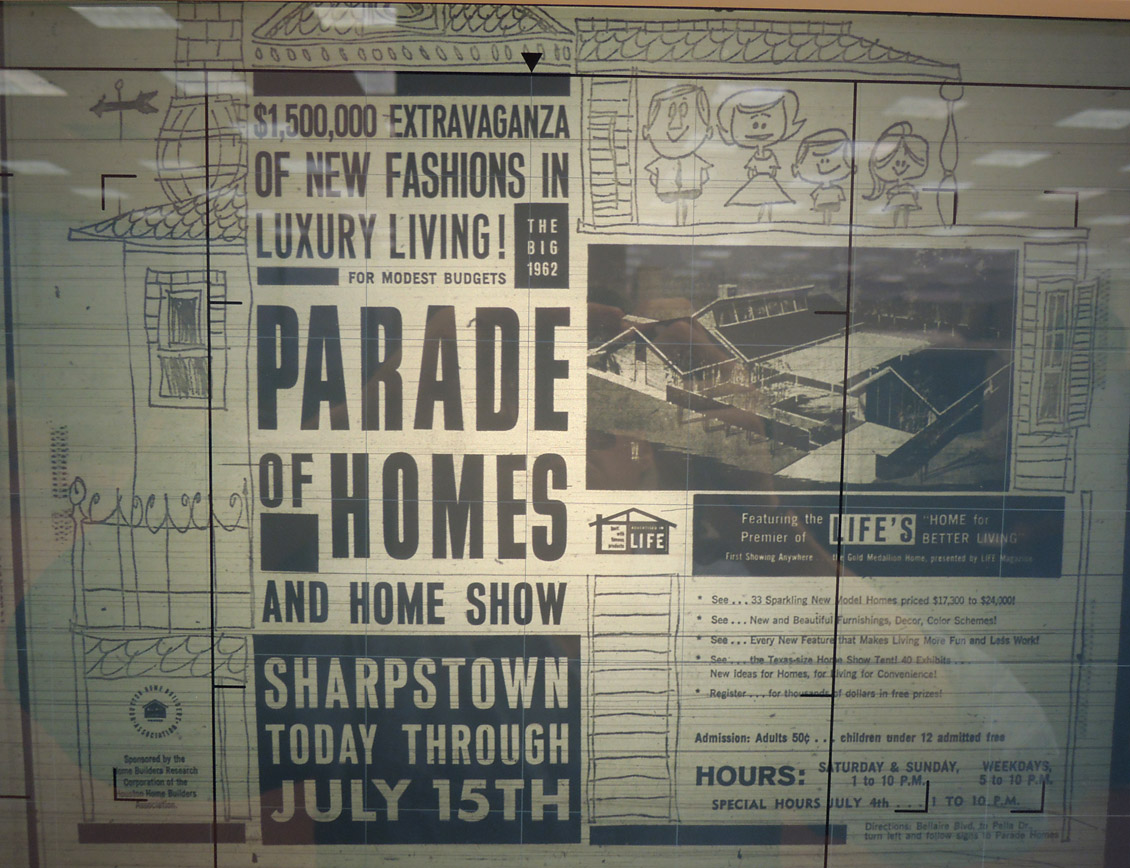 $1,500,000 EXTRAVAGANZA
OF NEW FASHIONS IN
LUXURY LIVING!
FOR MODEST BUDGETS
THE
BIG
1962
PARADE
OF HOMES
AND HOME SHOW
SHARPSTOWN
TODAY THROUGH
JULY 15TH
Sponsored by the
Home Builders Research
Corporation of the
Houston Home Builders
Association.
LIFE
Featuring the LIFE'S "HOME for
Premier of BETTER LIVING"
First Showing Anywhere the Gold Medallion Home, presented by LIFE Magazine
* See... 33 Sparkling New Model Homes priced $17,300 to $24,000!
* See... New and Beautiful Furnishings, Decor, Color Schemes!
* See... Every New Feature that Makes Living More Fun and Less Work!
* See... the Texas-size Home Show Tent! 40 Exhibits...
New Ideas for Homes, for Living for Convenience!
* Register... for thousands of dollars in free prizes!
Admission: Adults 50¢... children under 12 admitted free
HOURS: SATURDAY & SUNDAY, WEEKDAYS,
1 to 10 P.M. 5 to 10 P.M.
SPECIAL HOURS JULY 4th .... 1 TO 10 P.M.
Directions: Bellaire Blvd. to Dr.,
turn left and follow signs to Parade Homes